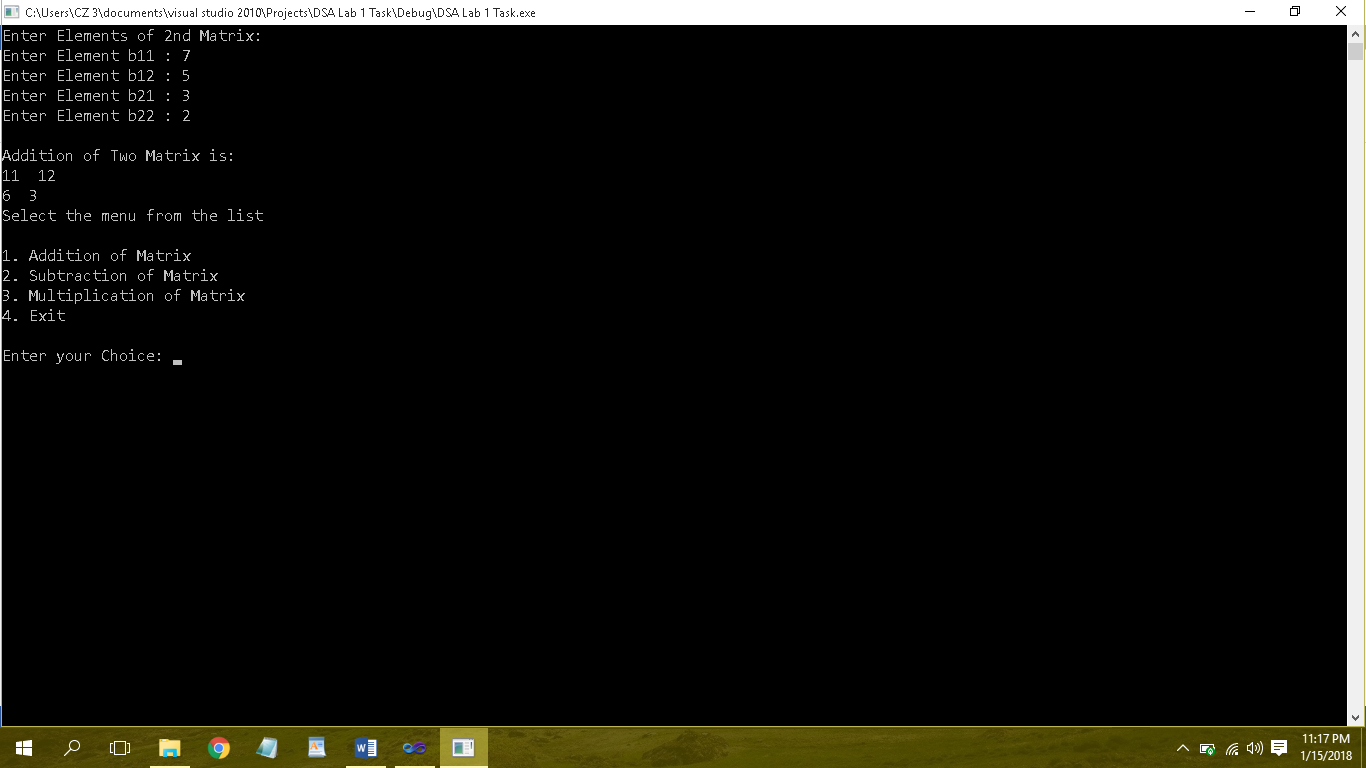 C:\Users\CZ 3\documents\visual studio 2010\Projects\DSA Lab 1 Task\Debug\DSA Lab 1 Task.exe
Enter Elements of 2nd Matrix:
Enter Element b11 : 7
Enter Element b12 : 5
Enter Element b21 : 3
Enter Element b22 : 2
Addition of Two Matrix is:
11  12
6  3
Select the menu from the list
1. Addition of Matrix
2. Subtraction of Matrix
3. Multiplication of Matrix
4. Exit
Enter your Choice:
11:17 PM
1/15/2018